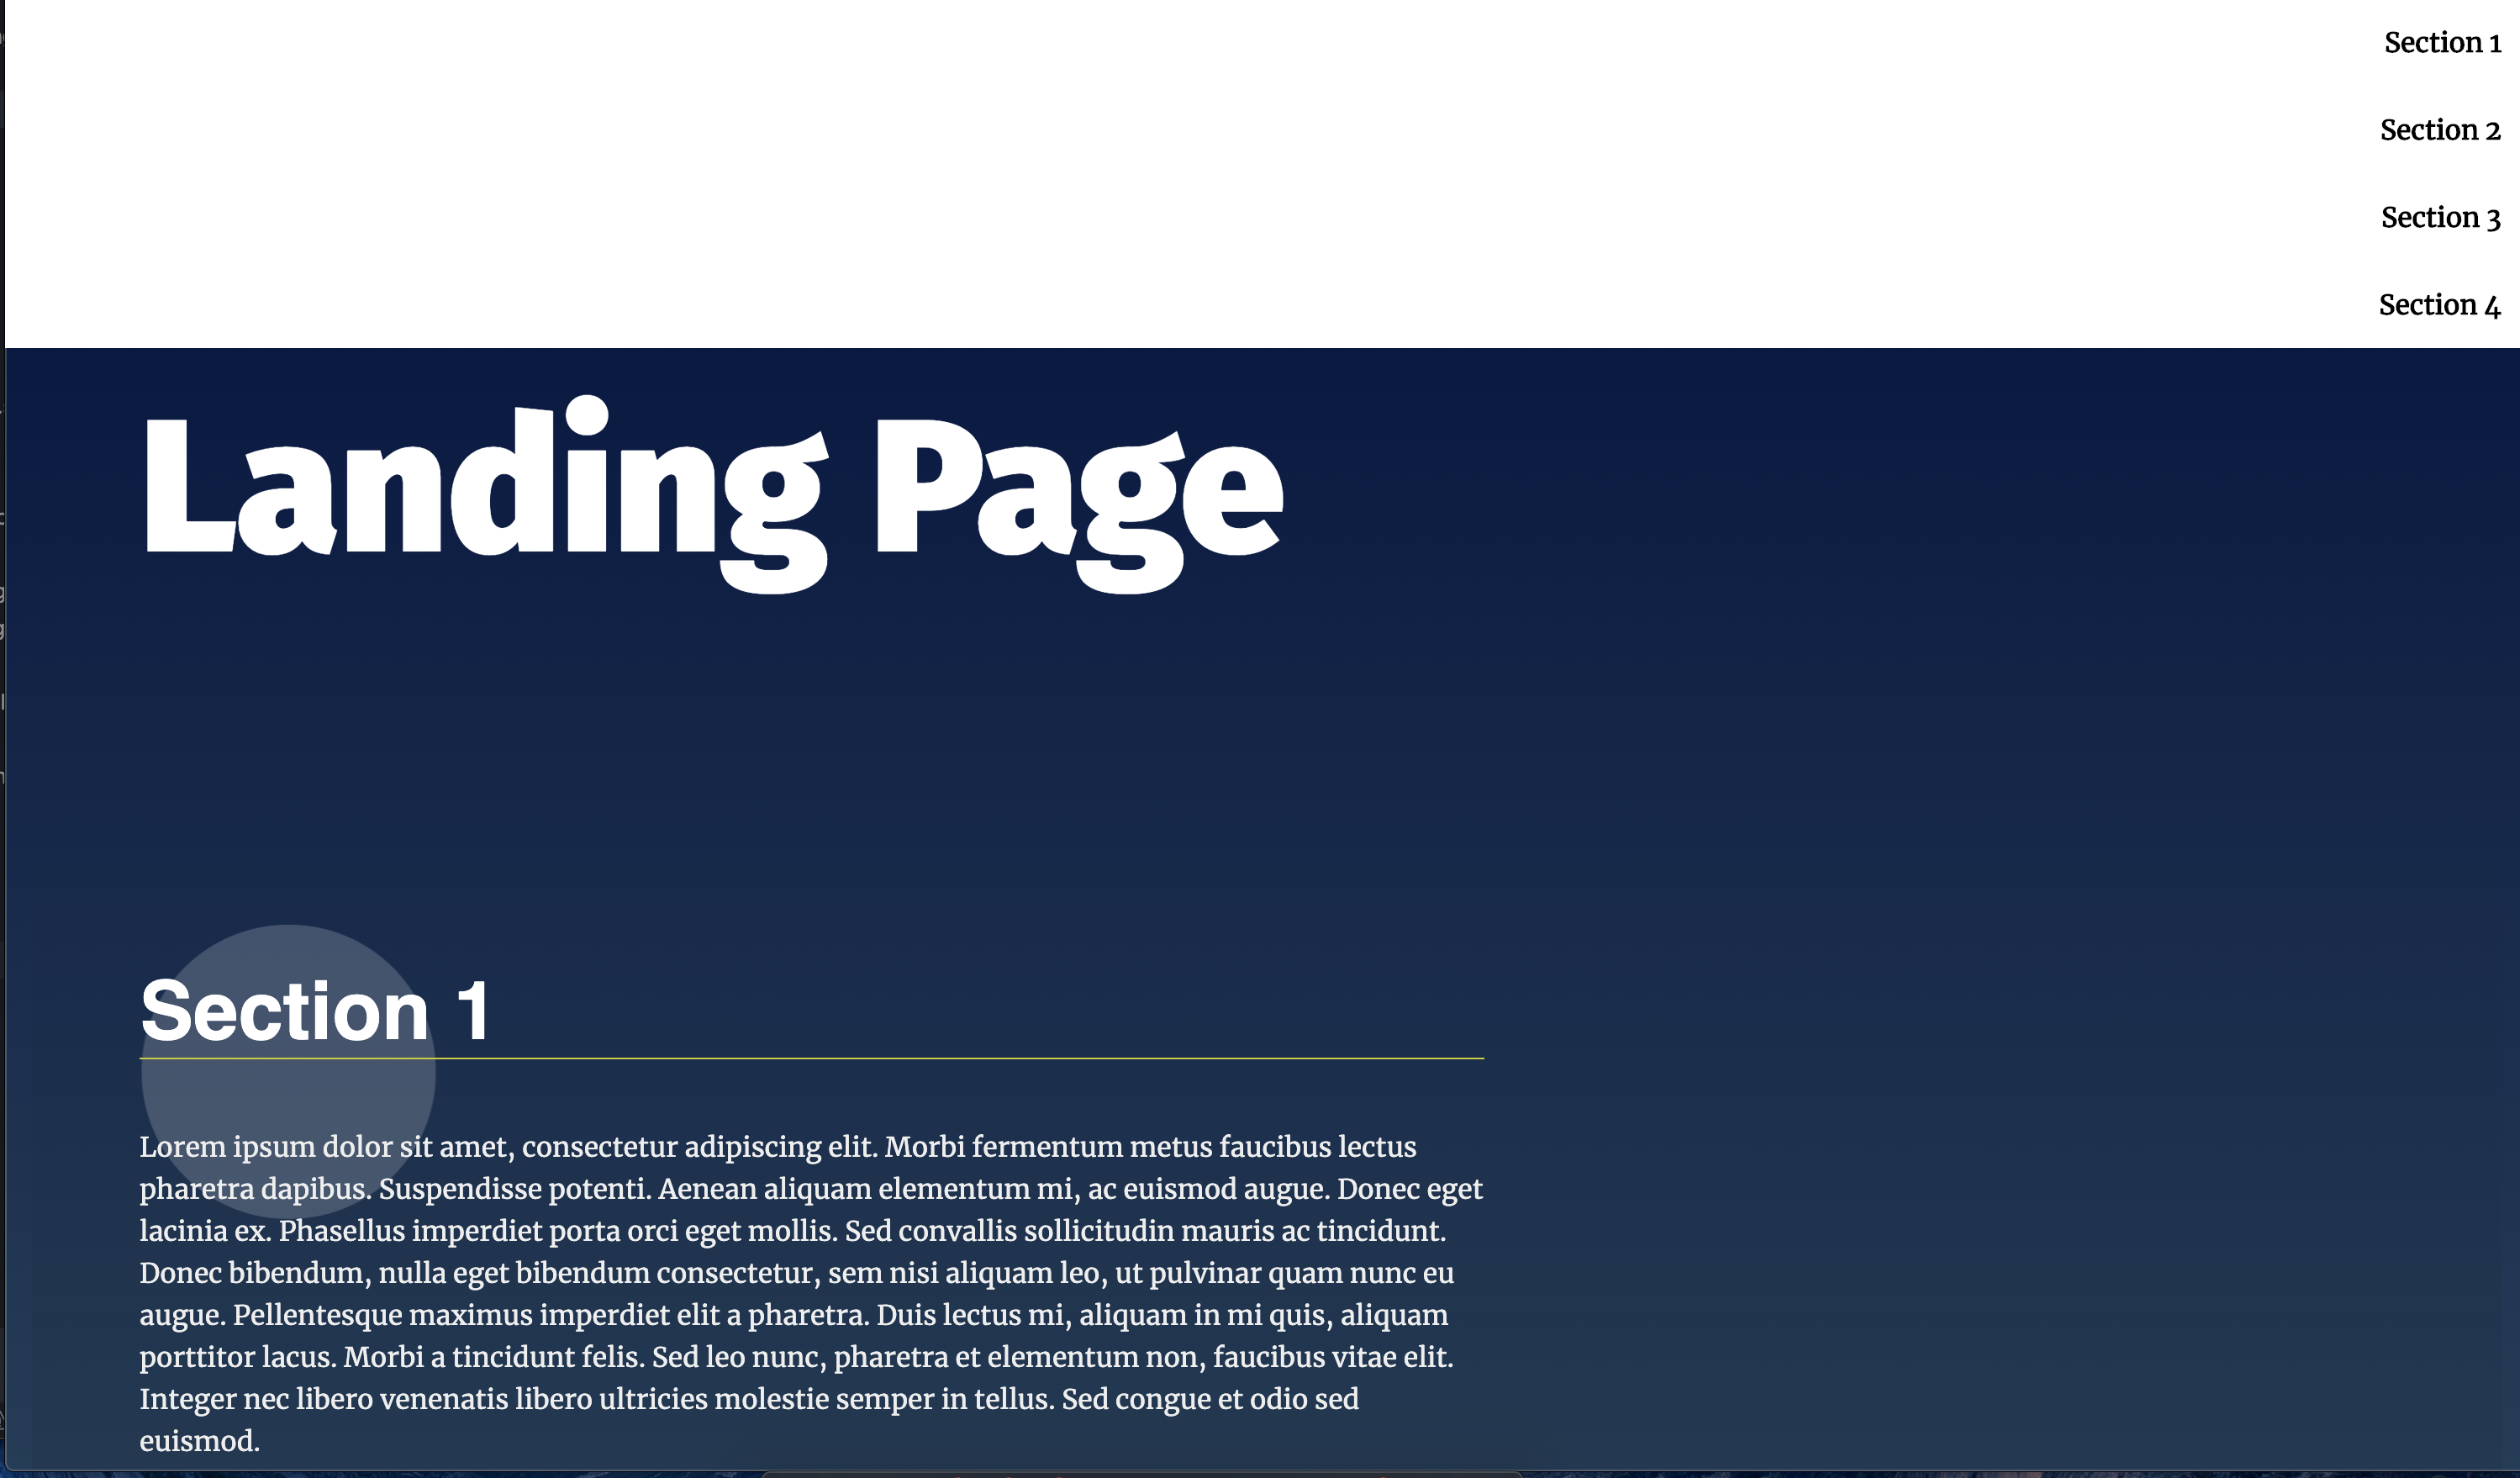 Section 1
Section 2
Section 3
Section 4
Landing Page
Section 1
Lorem ipsum dolor sit amet, consectetur adipiscing elit. Morbi fermentum metus faucibus lectus
pharetra dapibus. Suspendisse potenti. Aenean aliquam elementum mi, ac euismod augue. Donec eget
lacinia ex. Phasellus imperdiet porta orci eget mollis. Sed convallis sollicitudin mauris ac tincidunt.
Donec bibendum, nulla eget bibendum consectetur, sem nisi aliquam leo, ut pulvinar quam nunc eu
augue. Pellentesque maximus imperdiet elit a pharetra. Duis lectus mi, aliquam in mi quis, aliquam
porttitor lacus. Morbi a tincidunt felis. Sed leo nunc, pharetra et elementum non, faucibus vitae elit.
Integer nec libero venenatis libero ultricies molestie semper in tellus. Sed congue et odio sed
euismod.